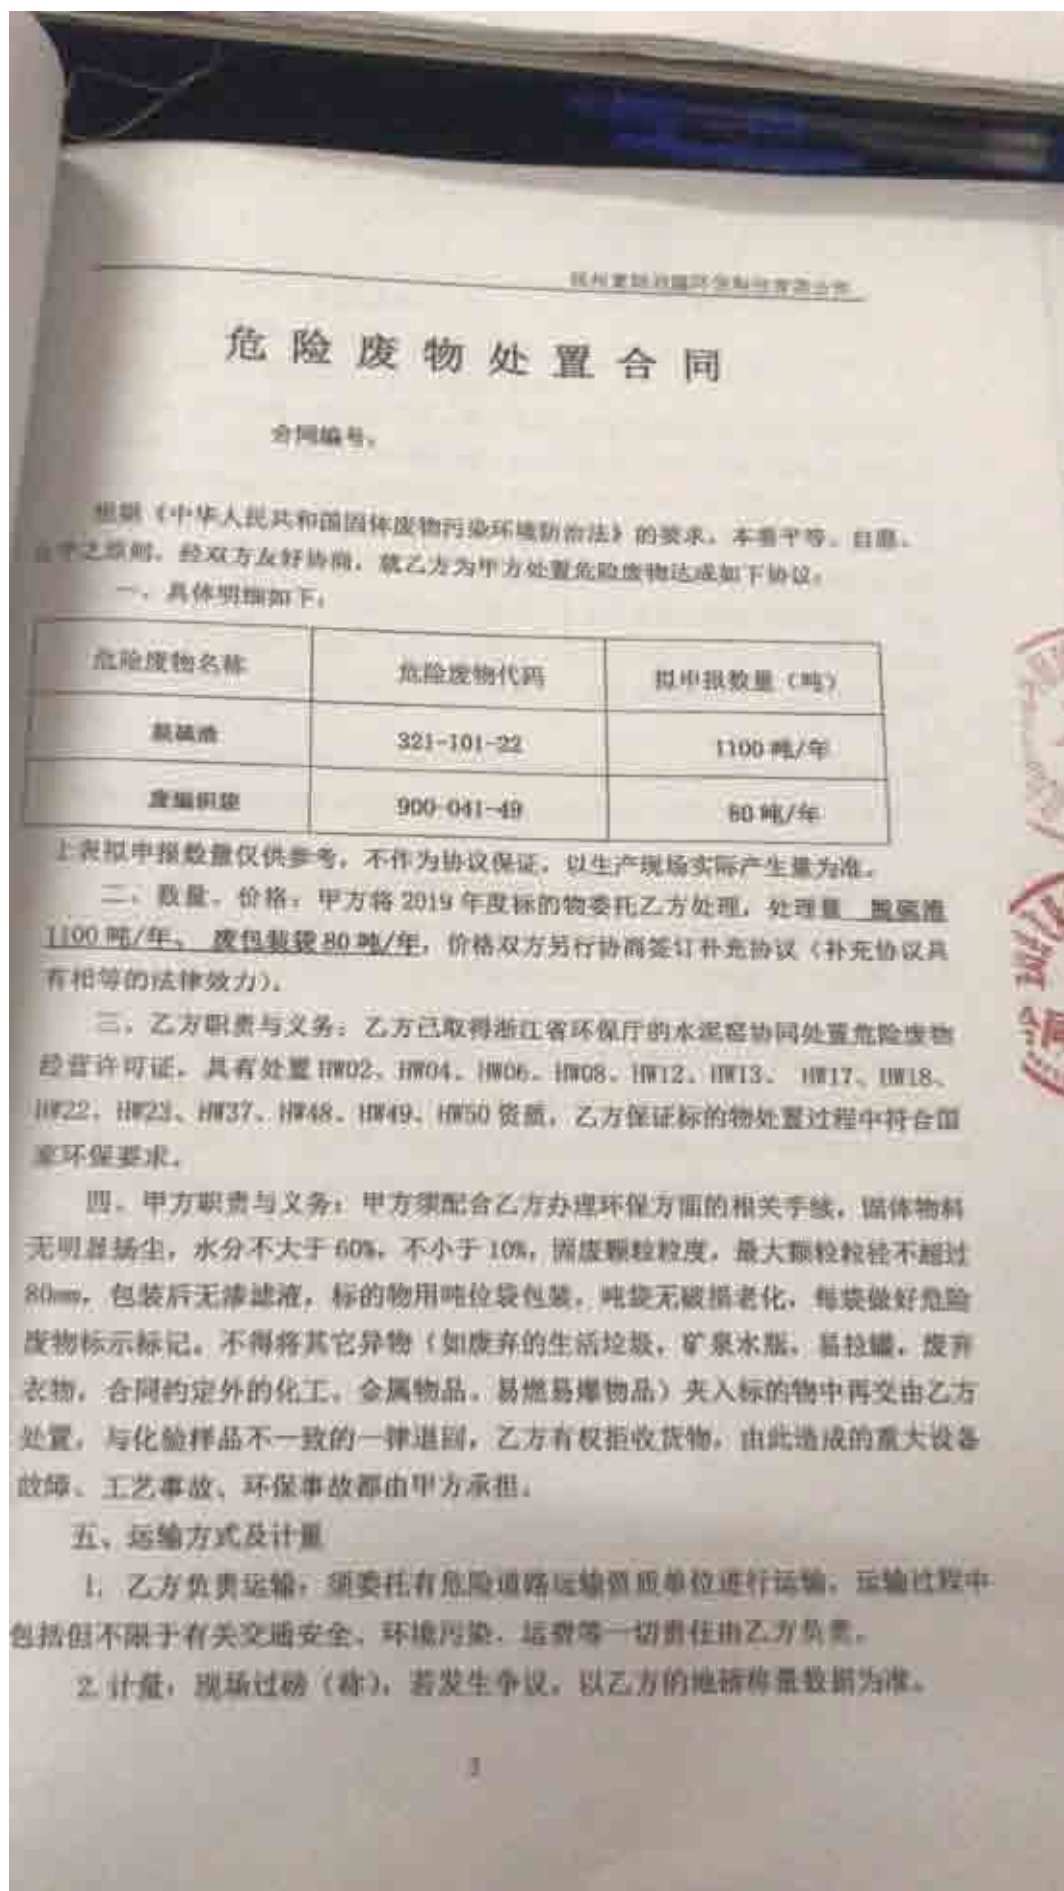 危险废物处置合同
合同编号：
根据《中华人民共和国固体废物污染环境防治法》的要求，本着平等、自愿、
公平之原则，经双方友好协商，就乙方为甲方处置危险废物达成如下协议：
一、具体明细如下：
危险废物名称 危险废物代码 拟申报数量（吨）
脱硫渣 321-101-22 1100吨/年
废编织袋 900-041-49 80吨/年
上表拟申报数量仅供参考，不作为协议保证，以生产现场实际产生量为准。
二、数量、价格：甲方将2019年度标的物委托乙方处理，处理量 脱硫渣
1100吨/年、 废包装袋80吨/年，价格双方另行协商签订补充协议（补充协议具
有相等的法律效力）。
三、乙方职责与义务：乙方已取得浙江省环保厅的水泥窑协同处置危险废物
经营许可证，具有处置HW02、HW04、HW06、HW08、HW12、HW13、 HW17、HW18、
HW22、HW23、HW37、HW48、HW49、HW50资质，乙方保证标的物处置过程中符合国
家环保要求。
四、甲方职责与义务：甲方须配合乙方办理环保方面的相关手续，固体物料
无明显扬尘，水分不大于60%，不小于10%，固废颗粒粒度，最大颗粒粒径不超过
80mm，包装后无渗滤液，标的物用吨位袋包装，吨袋无破损老化，每袋做好危险
废物标示标记。不得将其它异物（如废弃的生活垃圾，矿泉水瓶、易拉罐，废弃
衣物，合同约定外的化工、金属物品、易燃易爆物品）夹入标的物中再交由乙方
处置，与化验样品不一致的一律退回，乙方有权拒收货物，由此造成的重大设备
故障、工艺事故、环保事故都由甲方承担。
五、运输方式及计量
1. 乙方负责运输，须委托有危险道路运输资质单位进行运输，运输过程中
包括但不限于有关交通安全、环境污染、运费等一切责任由乙方负责。
2.计量，现场过磅（称），若发生争议，以乙方的地磅称量数据为准。